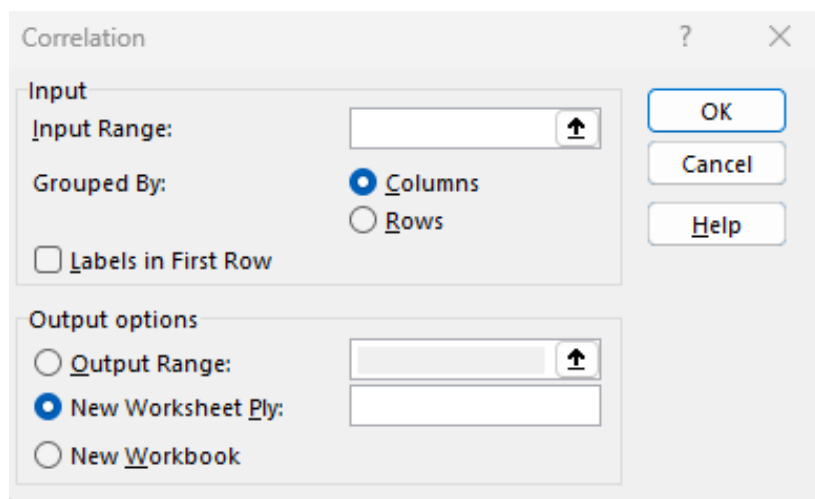 Correlation ?
Input
Input Range:
OK
Cancel
Grouped By: Columns
Rows
Help
Labels in First Row
Output options
Output Range:
New Worksheet Ply:
New Workbook